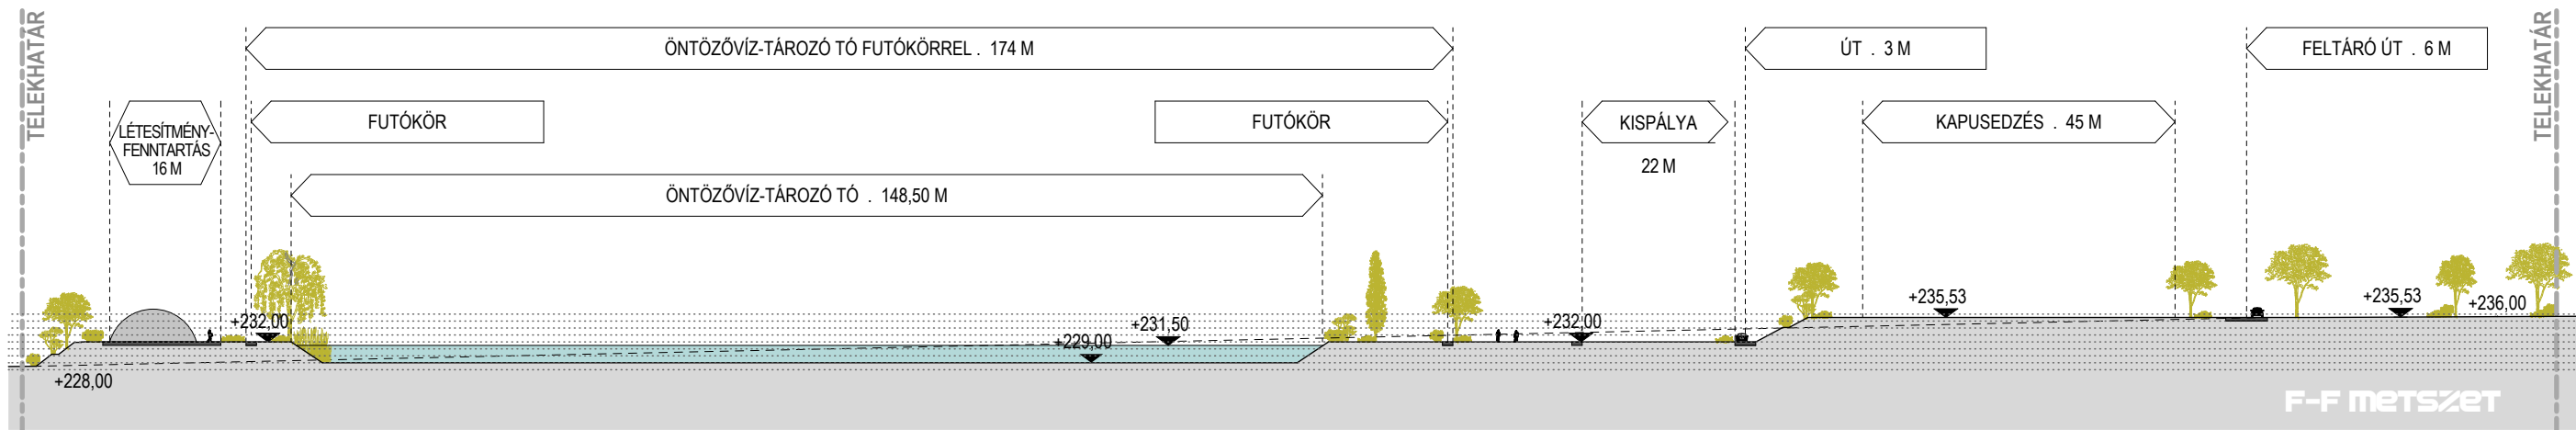 TELEKHATÁR
ÖNTÖZŐVÍZ-TÁROZÓ TÓ FUTÓKÖRREL . 174 M
ÚT . 3 M
FELTÁRÓ ÚT . 6 M
TELEKHATÁR
LÉTESÍTMÉNY-
FENNTARTÁS
16 M
FUTÓKÖR
FUTÓKÖR
KISPÁLYA
22 M
KAPUSEDZÉS . 45 M
ÖNTÖZŐVÍZ-TÁROZÓ TÓ . 148,50 M
+232,00
+231,50
+229,00
+232,00
+235,53
+235,53
+236,00
+228,00
F-F METSZET